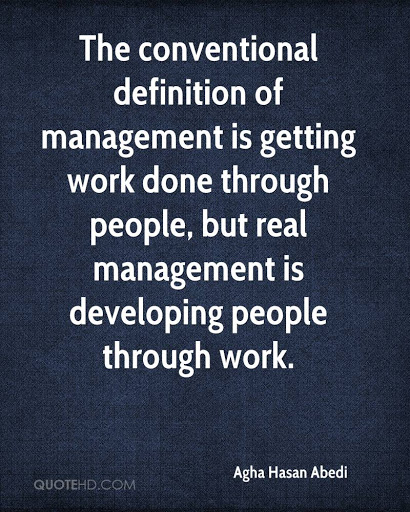 The conventional
definition of
management is getting
work done through
people, but real
management is
developing people
through work.
Agha Hasan Abedi
QUOTEHD.COM